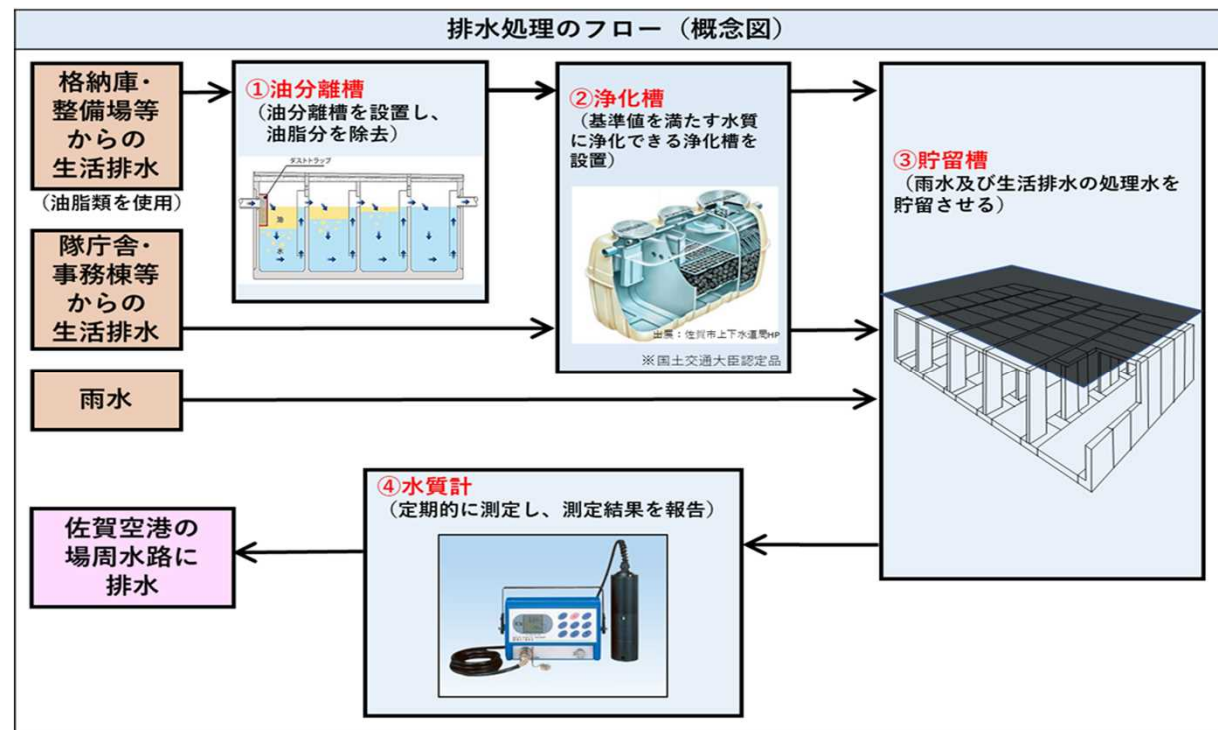 排水処理のフロー（概念図）
格納庫・
整備場等
からの
生活排水
（油脂類を使用）
①油分離槽
（油分離槽を設置し、
油脂分を除去）
ダストトラップ
油
水
②浄化槽
（基準値を満たす水質
に浄化できる浄化槽を
設置）
出展：佐賀市上下水道局HP
※国土交通大臣認定品
③貯留槽
（雨水及び生活排水の処理水を
貯留させる）
隊庁舎・
事務棟等
からの
生活排水
雨水
④水質計
（定期的に測定し、測定結果を報告）
佐賀空港の
場周水路に
排水